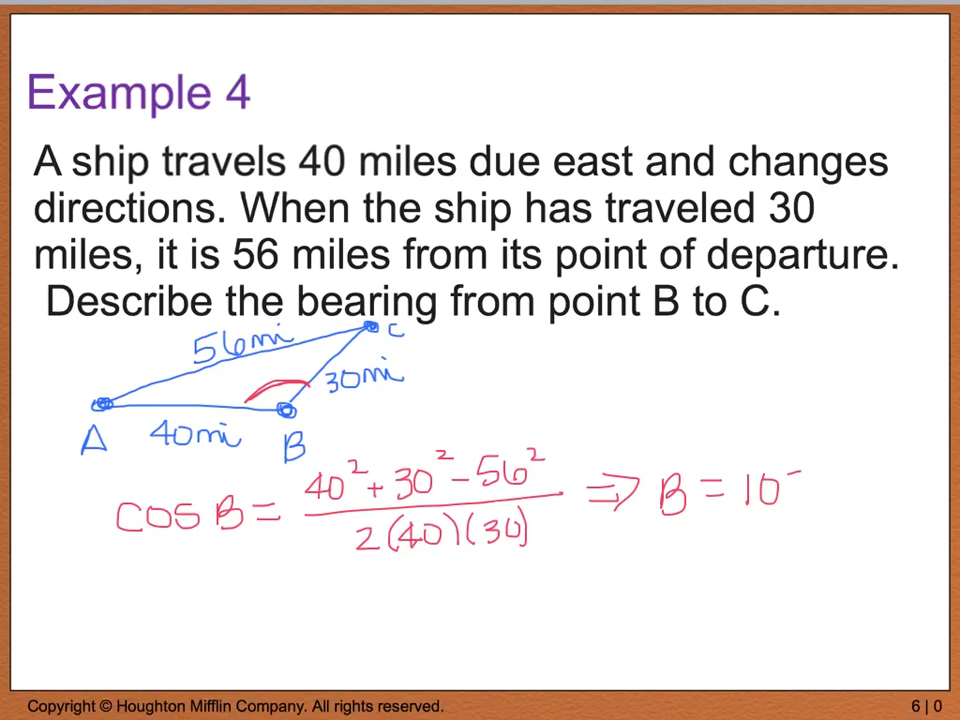 Example 4
A ship travels 40 miles due east and changes
directions. When the ship has traveled 30
miles, it is 56 miles from its point of departure.
Describe the bearing from point B to C.
56mi
C
30mi
A
40mi
B
cos B = 40² + 30² - 56² / 2(40)(30) ⇒ B = 10
Copyright © Houghton Mifflin Company. All rights reserved.
6 | 0